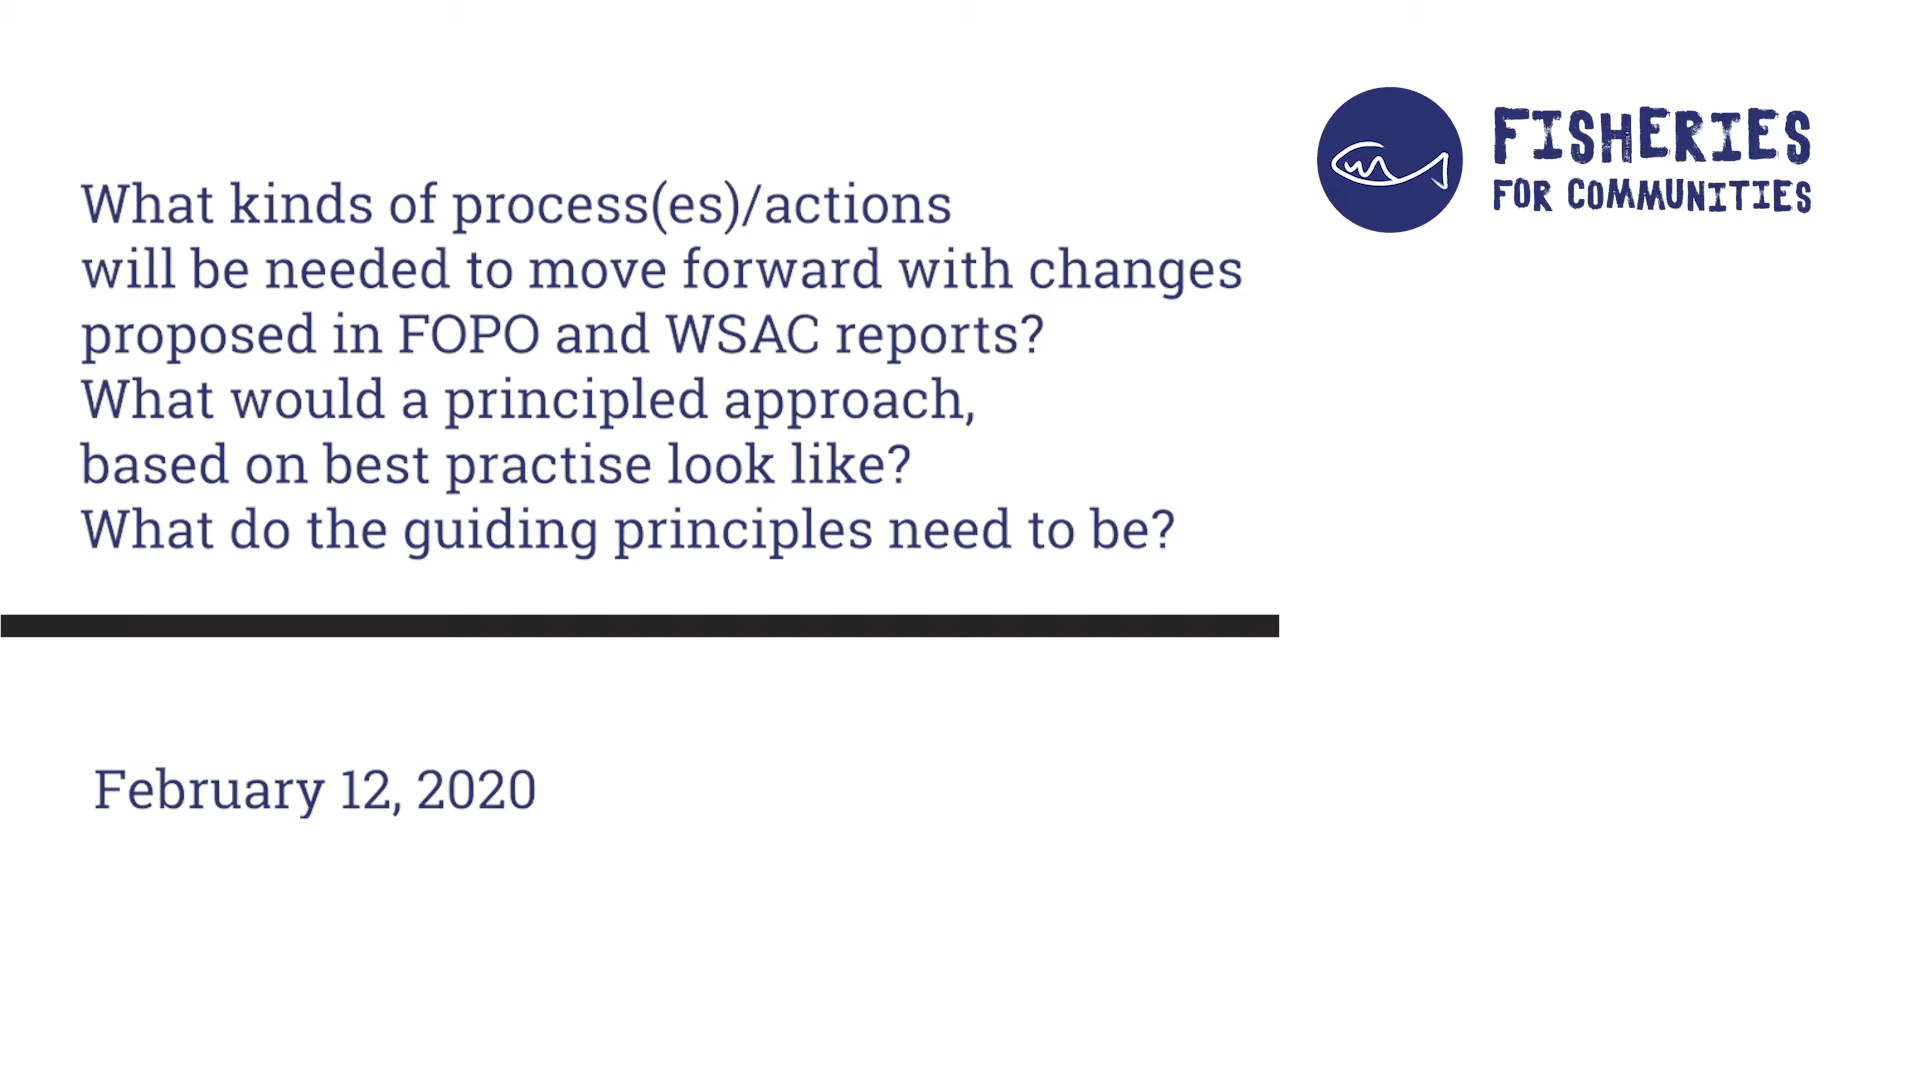 FISHERIES
FOR COMMUNITIES
What kinds of process(es)/actions
will be needed to move forward with changes
proposed in FOPO and WSAC reports?
What would a principled approach,
based on best practise look like?
What do the guiding principles need to be?
February 12, 2020